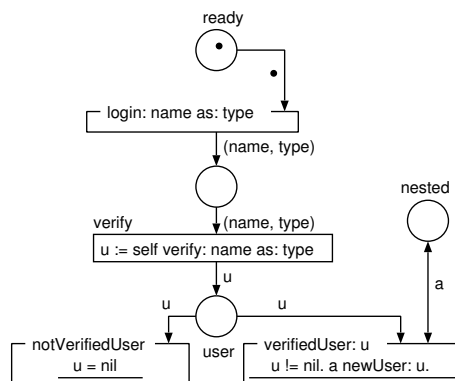 ready
login: name as: type
(name, type)
nested
(name, type)
verify
u := self verify: name as: type
u
a
u
u
notVerifiedUser
u = nil
user
verifiedUser: u
u != nil. a newUser: u.